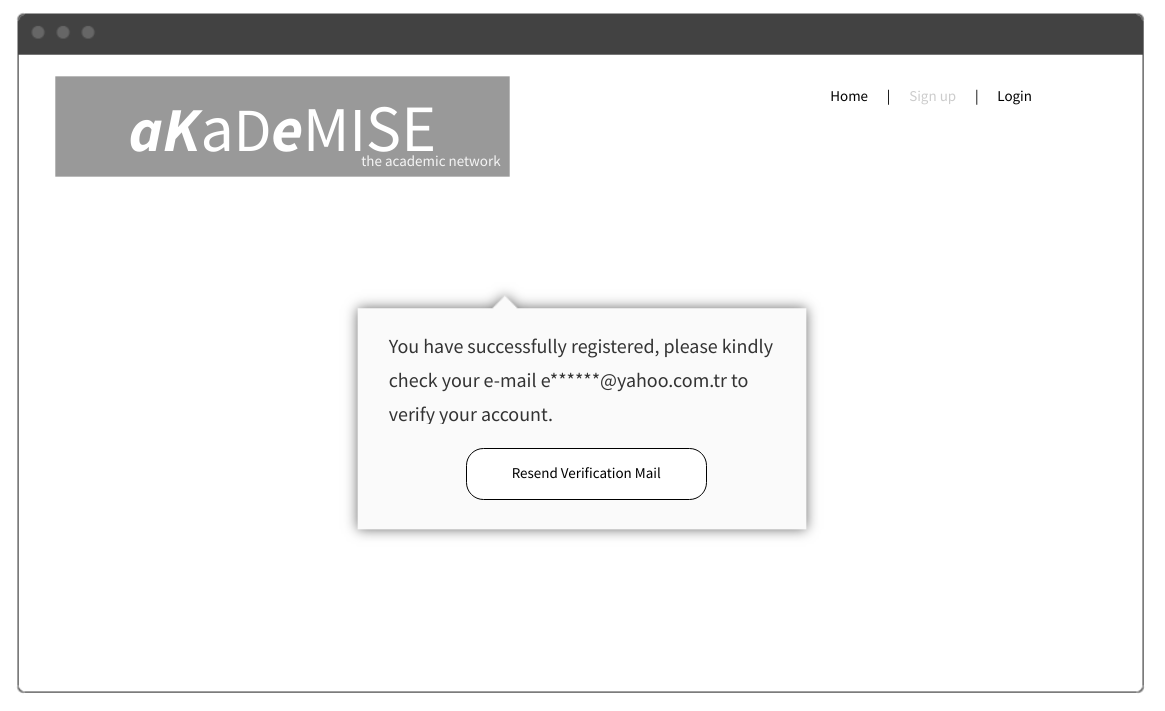 aKaDeMISE
the academic network
Home | Sign up | Login
You have successfully registered, please kindly
check your e-mail e******@yahoo.com.tr to
verify your account.
Resend Verification Mail